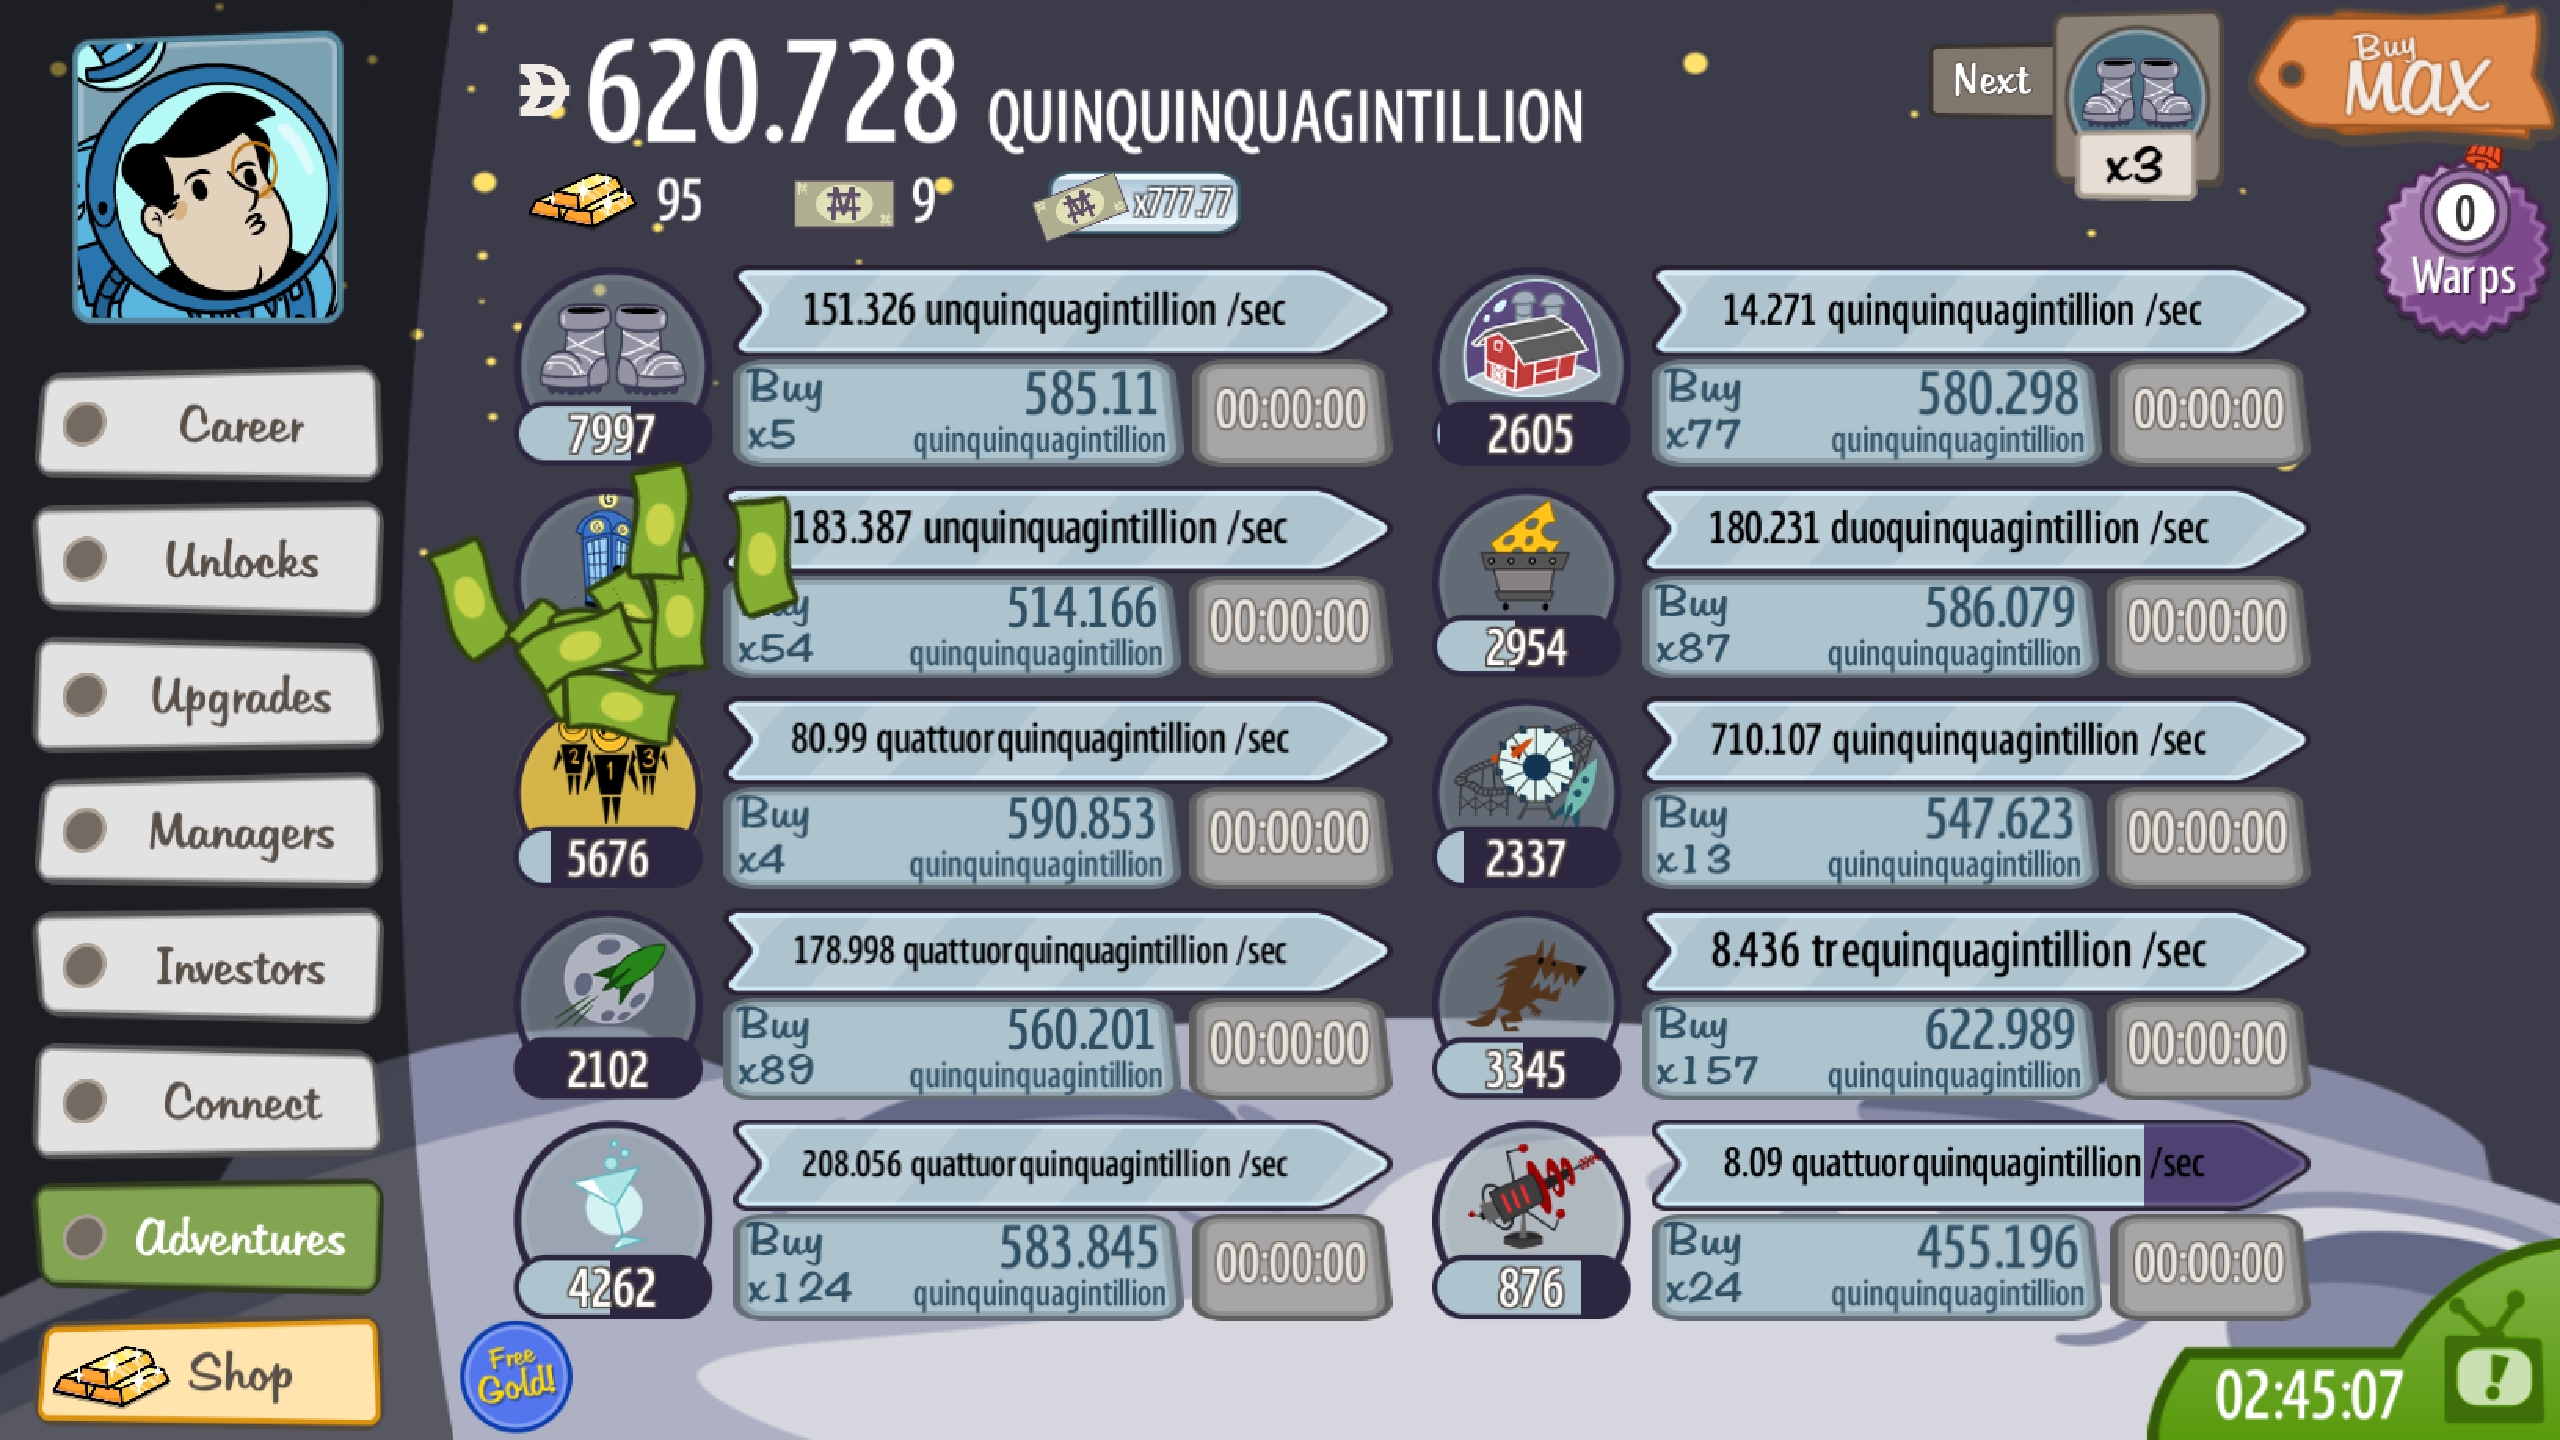 620.728 QUINQUINQUAGINTILLION
95
9
x777.77
Next
x3
Buy
MAX
0
Warps
Career
Unlocks
Upgrades
Managers
Investors
Connect
Adventures
Shop
151.326 unquinquagintillion /sec
Buy
x5
585.11
quinquinquagintillion
00:00:00
7997
14.271 quinquinquagintillion /sec
Buy
x77
580.298
quinquinquagintillion
00:00:00
2605
183.387 unquinquagintillion /sec
x54
514.166
quinquinquagintillion
00:00:00
180.231 duoquinquagintillion /sec
Buy
x87
586.079
quinquinquagintillion
00:00:00
2954
80.99 quattuorquinquagintillion /sec
2 1 3
Buy
x4
590.853
quinquinquagintillion
00:00:00
5676
710.107 quinquinquagintillion /sec
Buy
x13
547.623
quinquinquagintillion
00:00:00
2337
178.998 quattuorquinquagintillion /sec
Buy
x89
560.201
quinquinquagintillion
00:00:00
2102
8.436 trequinquagintillion /sec
Buy
x157
622.989
quinquinquagintillion
00:00:00
3345
208.056 quattuorquinquagintillion /sec
Buy
x124
583.845
quinquinquagintillion
00:00:00
4262
8.09 quattuorquinquagintillion /sec
Buy
x24
455.196
quinquinquagintillion
00:00:00
876
Free
Gold!
02:45:07